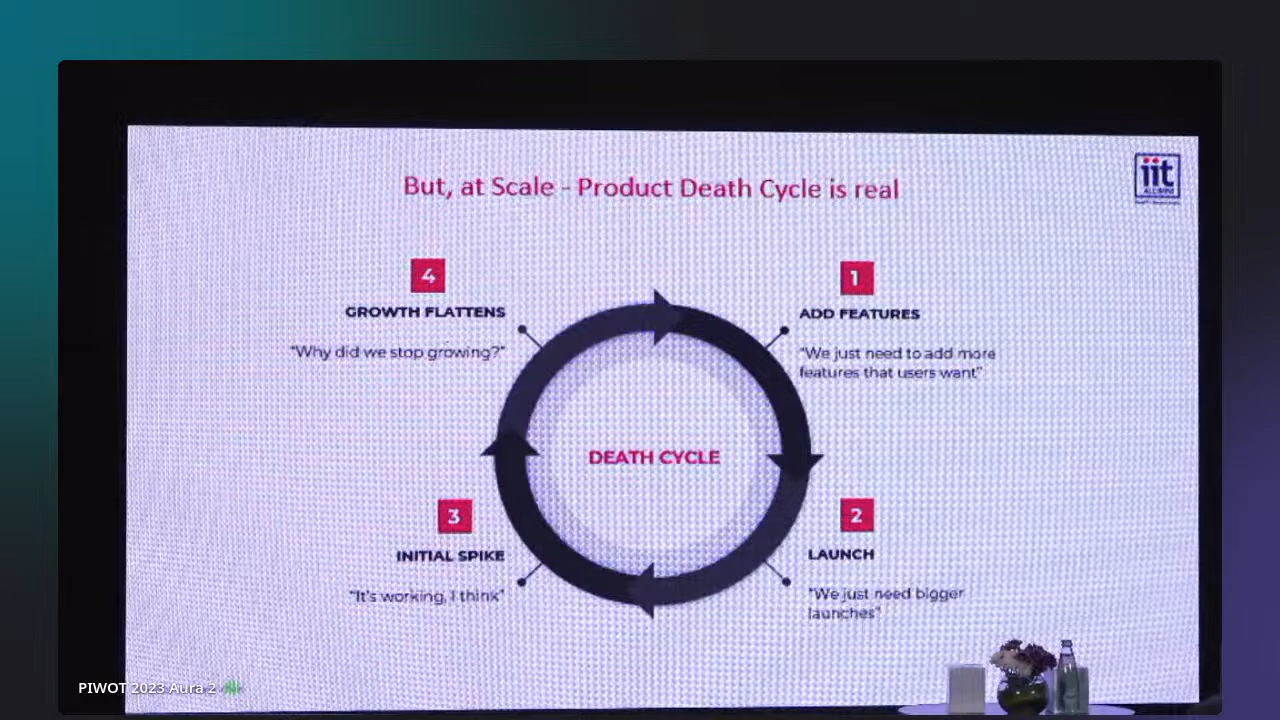 But, at Scale - Product Death Cycle is real
iit
ALUMNI
4
GROWTH FLATTENS
"Why did we stop growing?"
1
ADD FEATURES
"We just need to add more
features that users want"
DEATH CYCLE
3
INITIAL SPIKE
"It's working, I think"
2
LAUNCH
"We just need bigger
launches"
PIWOT 2023 Aura 2